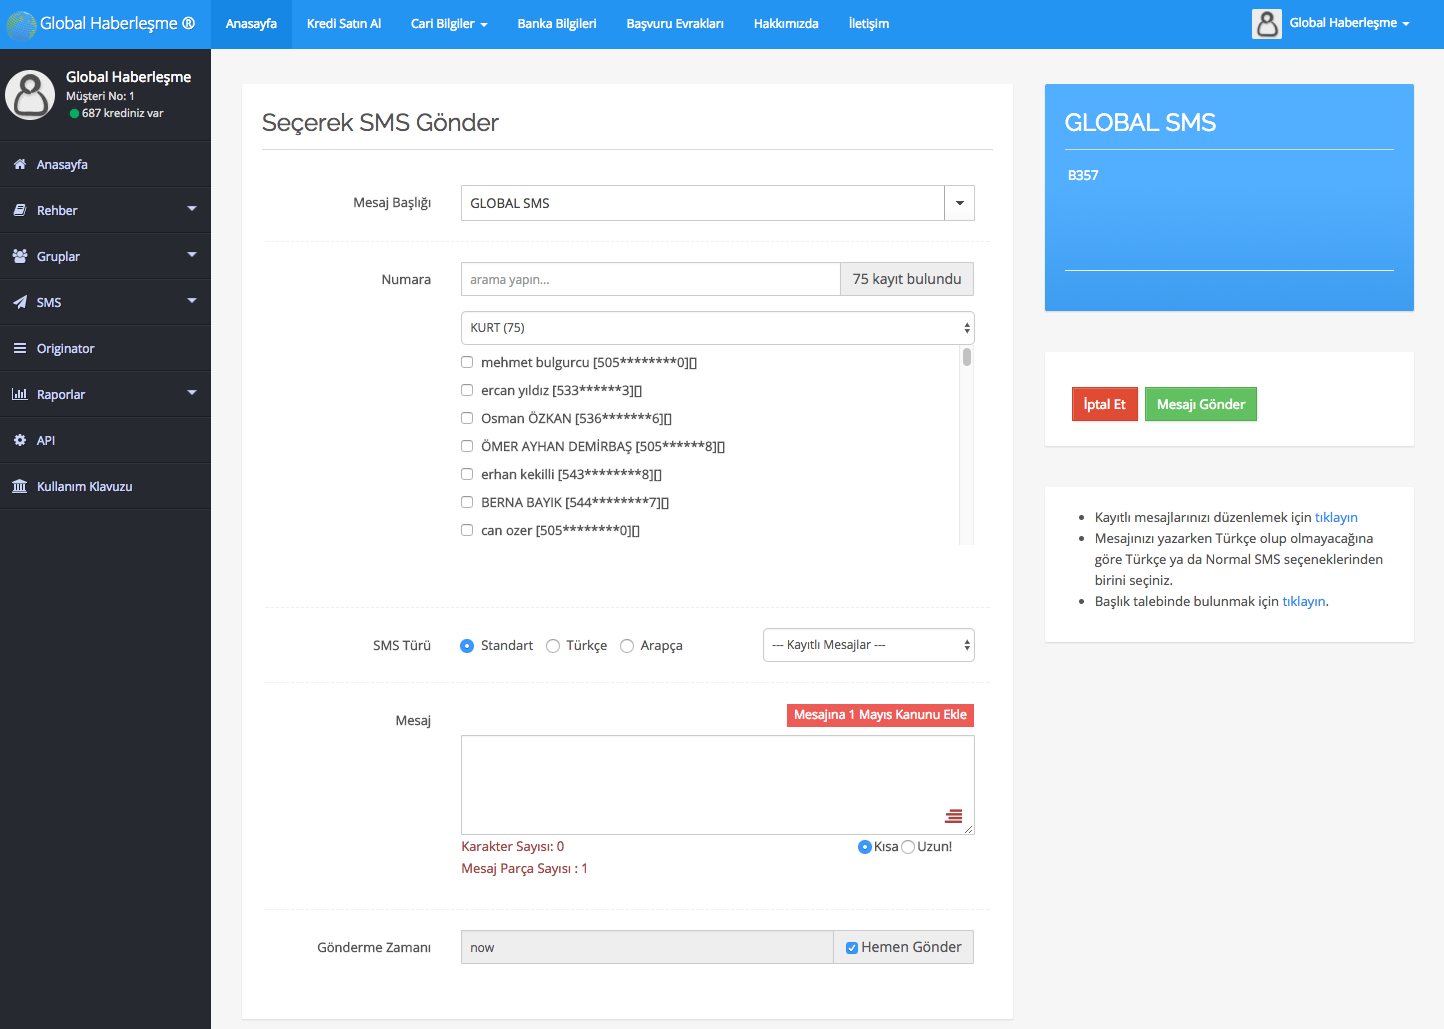 Global Haberleşme ®
Anasayfa
Kredi Satın Al
Cari Bilgiler
Banka Bilgileri
Başvuru Evrakları
Hakkımızda
İletişim
Global Haberleşme
Global Haberleşme
Müşteri No: 1
687 krediniz var
Anasayfa
Rehber
Gruplar
SMS
Originator
Raporlar
API
Kullanım Klavuzu
Seçerek SMS Gönder
Mesaj Başlığı
GLOBAL SMS
Numara
arama yapın...
75 kayıt bulundu
KURT (75)
mehmet bulgurcu [505********0][]
ercan yıldız [533******3][]
Osman ÖZKAN [536*******6][]
ÖMER AYHAN DEMİRBAŞ [505******8][]
erhan kekilli [543********8][]
BERNA BAYIK [544********7][]
can ozer [505********0][]
SMS Türü
Standart
Türkçe
Arapça
--- Kayıtlı Mesajlar ---
Mesaj
Mesajına 1 Mayıs Kanunu Ekle
Karakter Sayısı: 0
Kısa
Uzun!
Mesaj Parça Sayısı : 1
Gönderme Zamanı
now
Hemen Gönder
GLOBAL SMS
B357
İptal Et
Mesajı Gönder
Kayıtlı mesajlarınızı düzenlemek için tıklayın
Mesajınızı yazarken Türkçe olup olmayacağına
göre Türkçe ya da Normal SMS seçeneklerinden
birini seçiniz.
Başlık talebinde bulunmak için tıklayın.